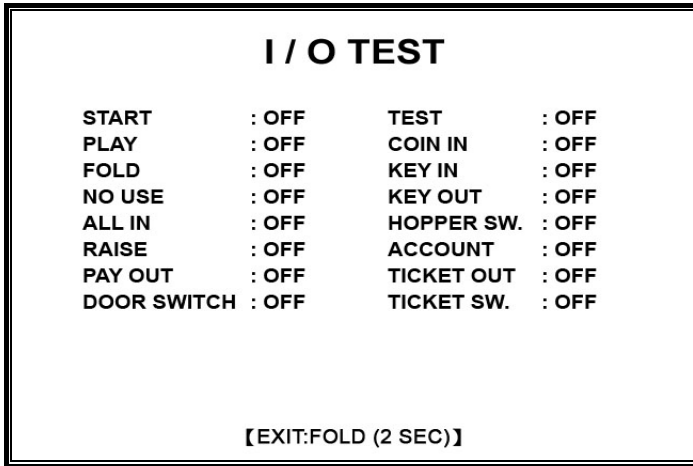 I / O TEST
START : OFF TEST : OFF
PLAY : OFF COIN IN : OFF
FOLD : OFF KEY IN : OFF
NO USE : OFF KEY OUT : OFF
ALL IN : OFF HOPPER SW. : OFF
RAISE : OFF ACCOUNT : OFF
PAY OUT : OFF TICKET OUT : OFF
DOOR SWITCH : OFF TICKET SW. : OFF
【EXIT:FOLD (2 SEC)】